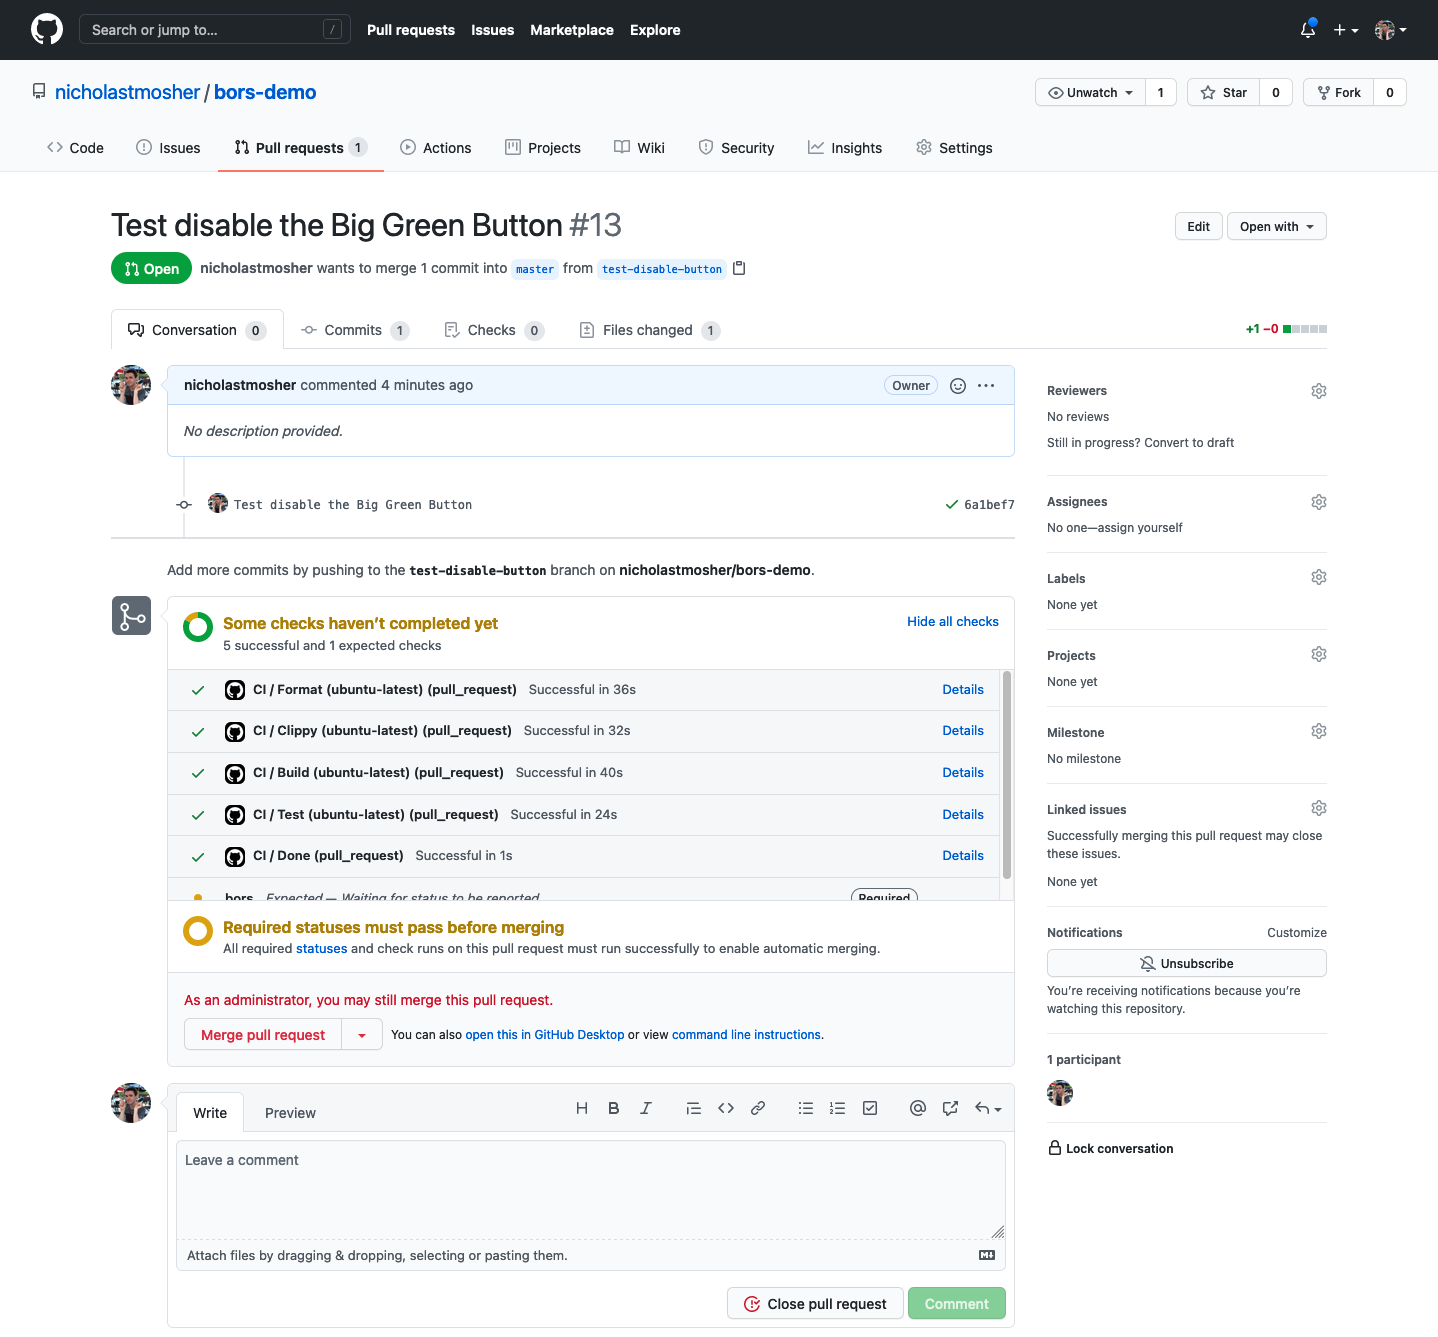 Search or jump to... /
Pull requests Issues Marketplace Explore
nicholastmosher / bors-demo
Unwatch 1 Star 0 Fork 0
Code Issues Pull requests 1 Actions Projects Wiki Security Insights Settings
Test disable the Big Green Button #13
Edit Open with
Open nicholastmosher wants to merge 1 commit into master from test-disable-button
Conversation 0 Commits 1 Checks 0 Files changed 1
+1 −0
nicholastmosher commented 4 minutes ago
Owner
No description provided.
Test disable the Big Green Button
6a1bef7
Add more commits by pushing to the test-disable-button branch on nicholastmosher/bors-demo.
Some checks haven’t completed yet
Hide all checks
5 successful and 1 expected checks
CI / Format (ubuntu-latest) (pull_request) Successful in 36s Details
CI / Clippy (ubuntu-latest) (pull_request) Successful in 32s Details
CI / Build (ubuntu-latest) (pull_request) Successful in 40s Details
CI / Test (ubuntu-latest) (pull_request) Successful in 24s Details
CI / Done (pull_request) Successful in 1s Details
bors Expected — Waiting for status to be reported Required
Required statuses must pass before merging
All required statuses and check runs on this pull request must run successfully to enable automatic merging.
As an administrator, you may still merge this pull request.
Merge pull request
You can also open this in GitHub Desktop or view command line instructions.
Write Preview
H B I
Leave a comment
Attach files by dragging & dropping, selecting or pasting them.
Close pull request Comment
Reviewers
No reviews
Still in progress? Convert to draft
Assignees
No one—assign yourself
Labels
None yet
Projects
None yet
Milestone
No milestone
Linked issues
Successfully merging this pull request may close
these issues.
None yet
Notifications Customize
Unsubscribe
You’re receiving notifications because you’re
watching this repository.
1 participant
Lock conversation